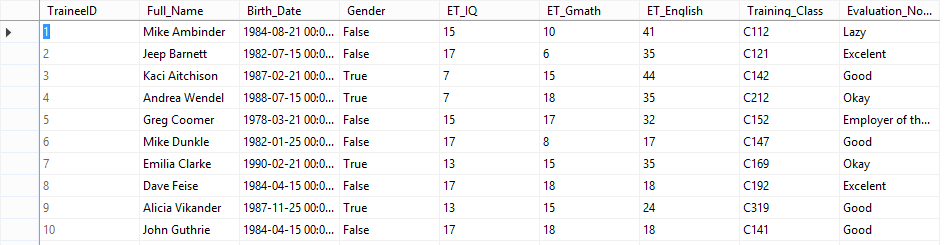 TraineeID Full_Name Birth_Date Gender ET_IQ ET_Gmath ET_English Training_Class Evaluation_No...
1 Mike Ambinder 1984-08-21 00:0... False 15 10 41 C112 Lazy
2 Jeep Barnett 1982-07-15 00:0... False 17 6 35 C121 Excelent
3 Kaci Aitchison 1987-02-21 00:0... True 7 15 44 C142 Good
4 Andrea Wendel 1988-07-15 00:0... True 7 18 35 C212 Okay
5 Greg Coomer 1978-03-21 00:0... False 15 17 32 C152 Employer of th...
6 Mike Dunkle 1982-01-25 00:0... False 17 8 17 C147 Good
7 Emilia Clarke 1990-02-21 00:0... True 13 15 35 C169 Okay
8 Dave Feise 1984-04-15 00:0... False 17 18 18 C192 Excelent
9 Alicia Vikander 1987-11-25 00:0... True 13 15 24 C319 Good
10 John Guthrie 1984-04-15 00:0... False 17 18 18 C141 Good